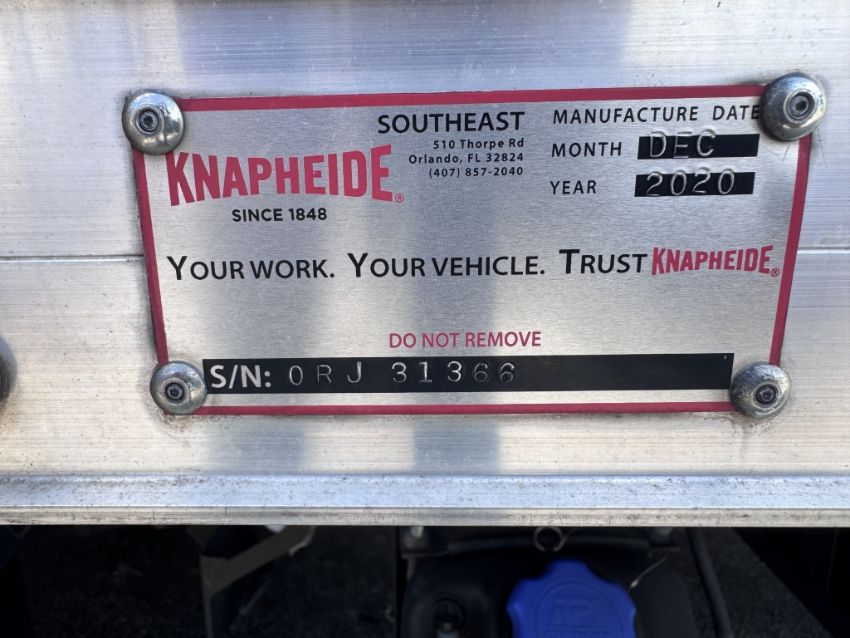 SOUTHEAST
510 Thorpe Rd
Orlando, FL 32824
(407) 857-2040
MANUFACTURE DATE
MONTH DEC
YEAR 2020
KNAPHEIDE®
SINCE 1848
YOUR WORK. YOUR VEHICLE. TRUST KNAPHEIDE®
DO NOT REMOVE
S/N: 0RJ 31366